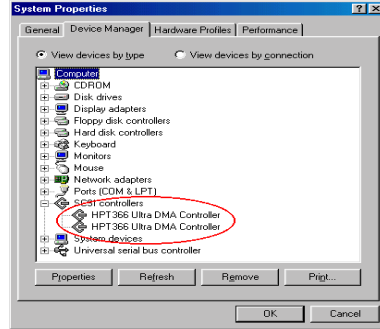 System Properties
General Device Manager Hardware Profiles Performance
View devices by type View devices by connection
Computer
CDROM
Disk drives
Display adapters
Floppy disk controllers
Hard disk controllers
Keyboard
Monitors
Mouse
Network adapters
Ports (COM & LPT)
SCSI controllers
HPT366 Ultra DMA Controller
HPT366 Ultra DMA Controller
System devices
Universal serial bus controller
Properties Refresh Remove Print...
OK Cancel